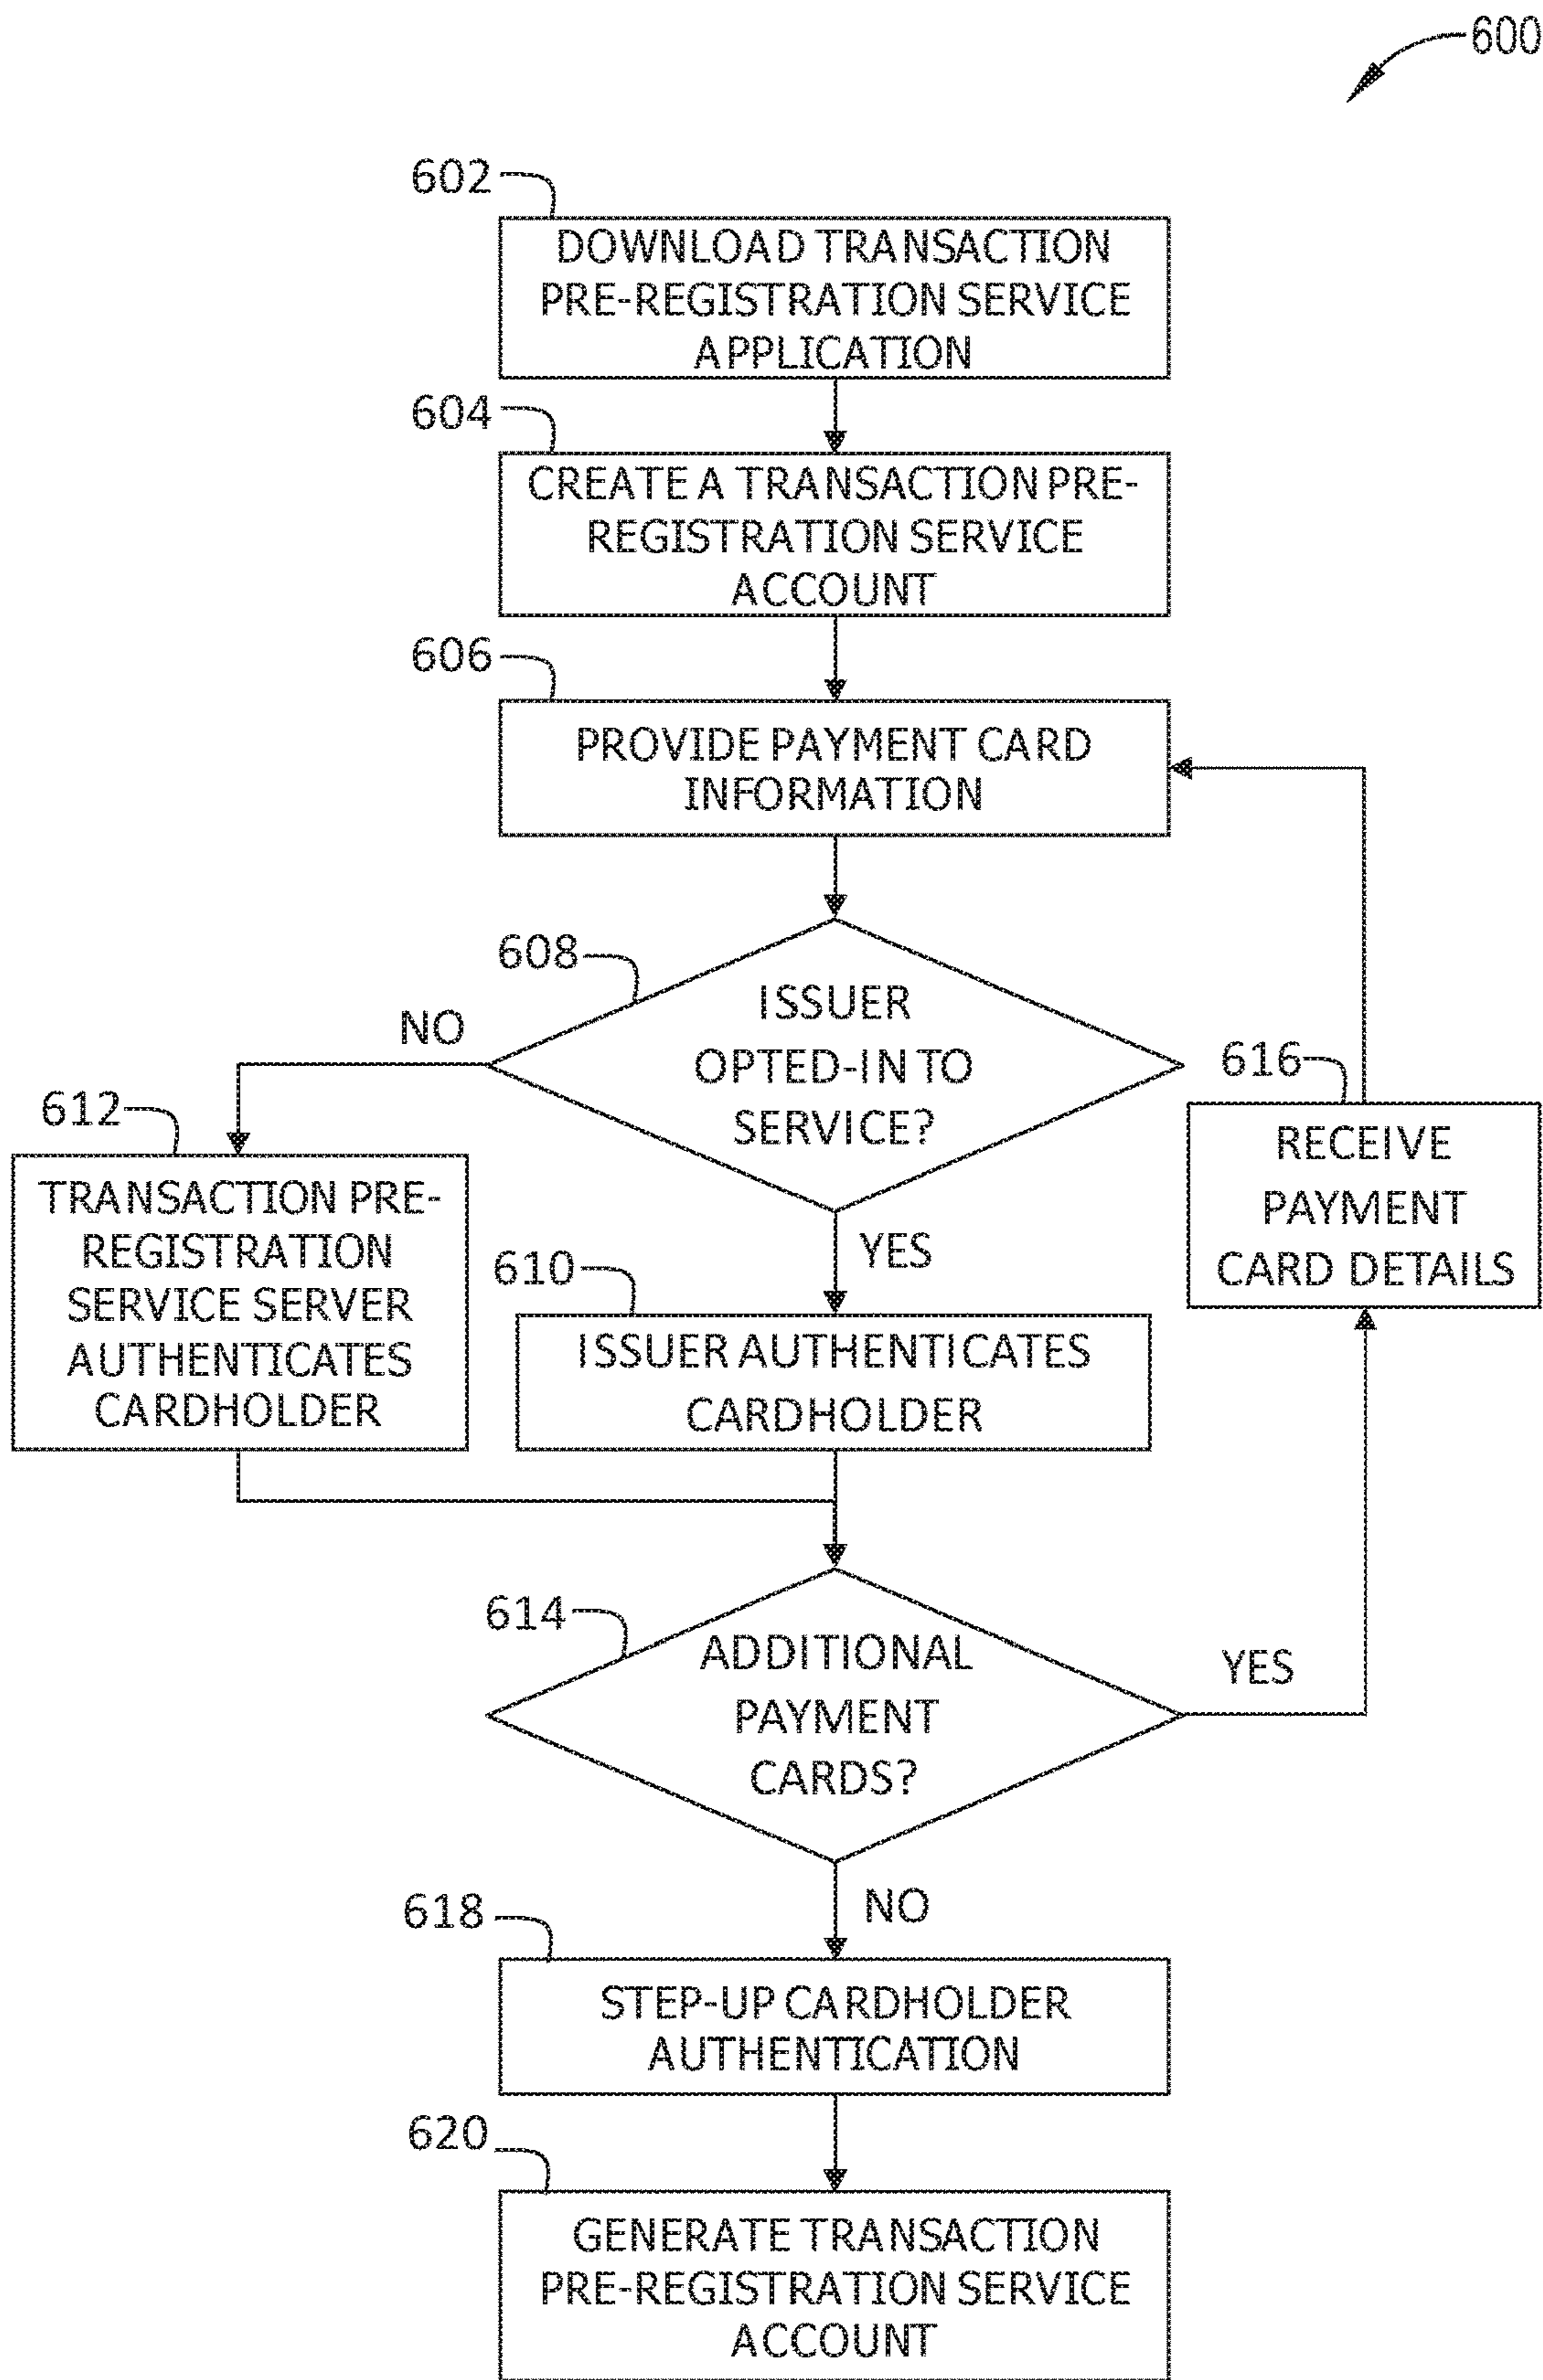 600
602
DOWNLOAD TRANSACTION
PRE-REGISTRATION SERVICE
APPLICATION
604
CREATE A TRANSACTION PRE-
REGISTRATION SERVICE
ACCOUNT
606
PROVIDE PAYMENT CARD
INFORMATION
608
ISSUER
OPTED-IN TO
SERVICE?
NO
YES
612
TRANSACTION PRE-
REGISTRATION
SERVICE SERVER
AUTHENTICATES
CARDHOLDER
610
ISSUER AUTHENTICATES
CARDHOLDER
616
RECEIVE
PAYMENT
CARD DETAILS
614
ADDITIONAL
PAYMENT
CARDS?
YES
NO
618
STEP-UP CARDHOLDER
AUTHENTICATION
620
GENERATE TRANSACTION
PRE-REGISTRATION SERVICE
ACCOUNT